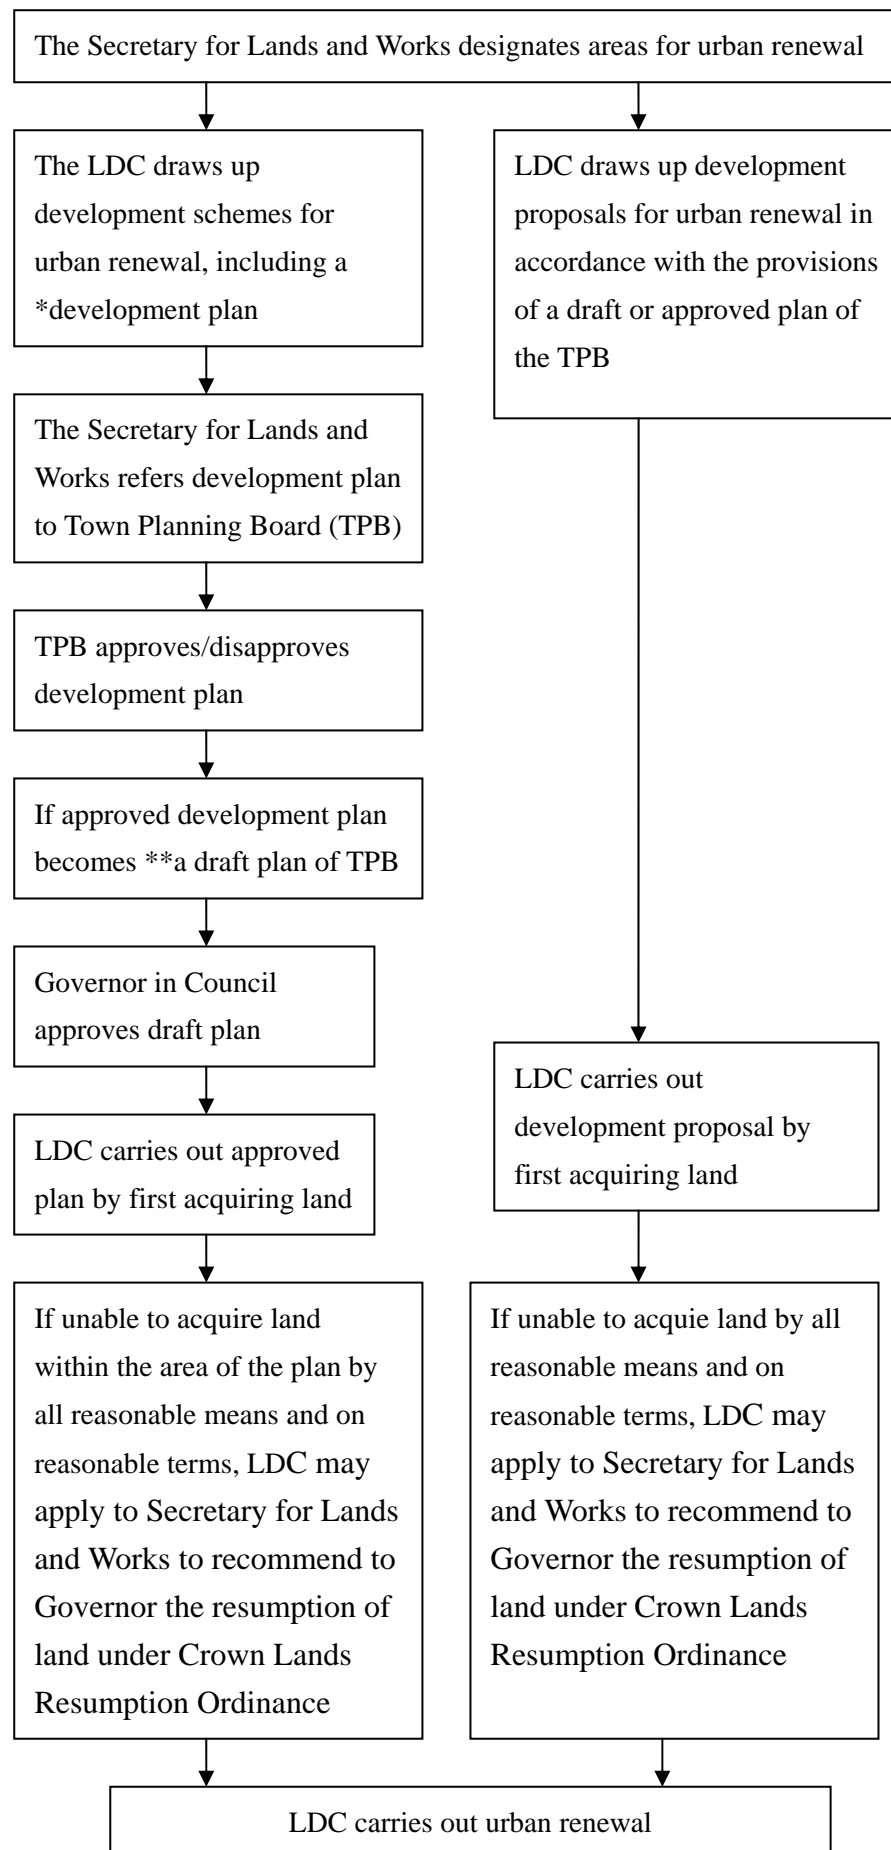 The Secretary for Lands and Works designates areas for urban renewal
The LDC draws up
development schemes for
urban renewal, including a
*development plan
LDC draws up development
proposals for urban renewal in
accordance with the provisions
of a draft or approved plan of
the TPB
The Secretary for Lands and
Works refers development plan
to Town Planning Board (TPB)
TPB approves/disapproves
development plan
If approved development plan
becomes **a draft plan of TPB
Governor in Council
approves draft plan
LDC carries out approved
plan by first acquiring land
LDC carries out
development proposal by
first acquiring land
If unable to acquire land
within the area of the plan by
all reasonable means and on
reasonable terms, LDC may
apply to Secretary for Lands
and Works to recommend to
Governor the resumption of
land under Crown Lands
Resumption Ordinance
If unable to acquie land by all
reasonable means and on
reasonable terms, LDC may
apply to Secretary for Lands
and Works to recommend to
Governor the resumption of
land under Crown Lands
Resumption Ordinance
LDC carries out urban renewal